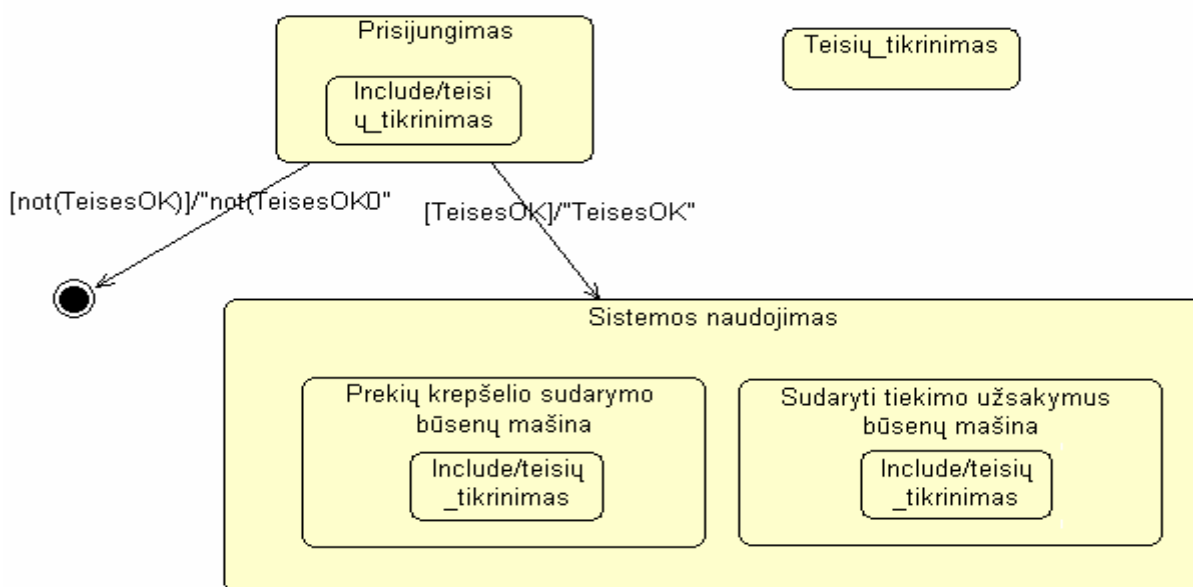 Prisijungimas
Include/teisi
ų_tikrinimas
Teisių_tikrinimas
[not(TeisesOK)]/"not(TeisesOK▯"
[TeisesOK]/"TeisesOK"
Sistemos naudojimas
Prekių krepšelio sudarymo
būsenų mašina
Include/teisių
_tikrinimas
Sudaryti tiekimo užsakymus
būsenų mašina
Include/teisių
_tikrinimas